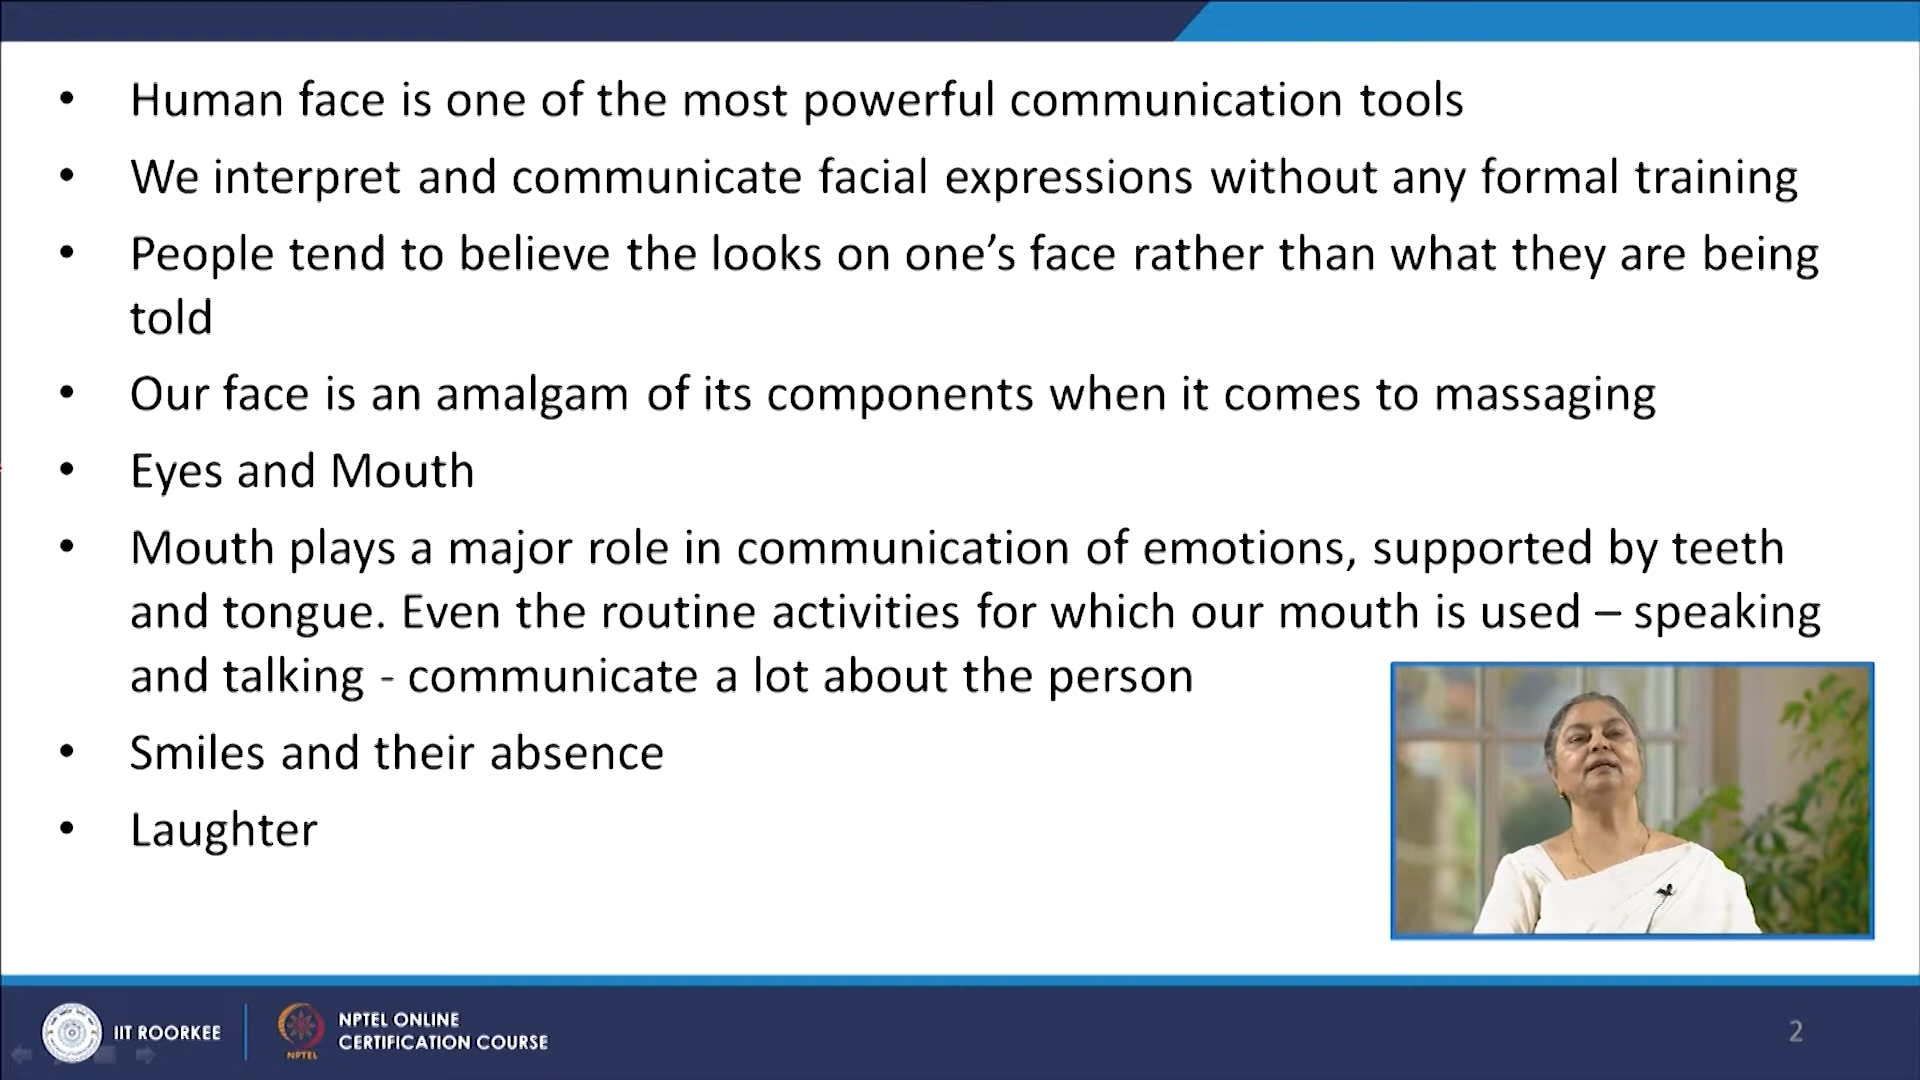 • Human face is one of the most powerful communication tools
• We interpret and communicate facial expressions without any formal training
• People tend to believe the looks on one’s face rather than what they are being
told
• Our face is an amalgam of its components when it comes to massaging
• Eyes and Mouth
• Mouth plays a major role in communication of emotions, supported by teeth
and tongue. Even the routine activities for which our mouth is used – speaking
and talking - communicate a lot about the person
• Smiles and their absence
• Laughter
IIT ROORKEE
NPTEL
NPTEL ONLINE
CERTIFICATION COURSE
2